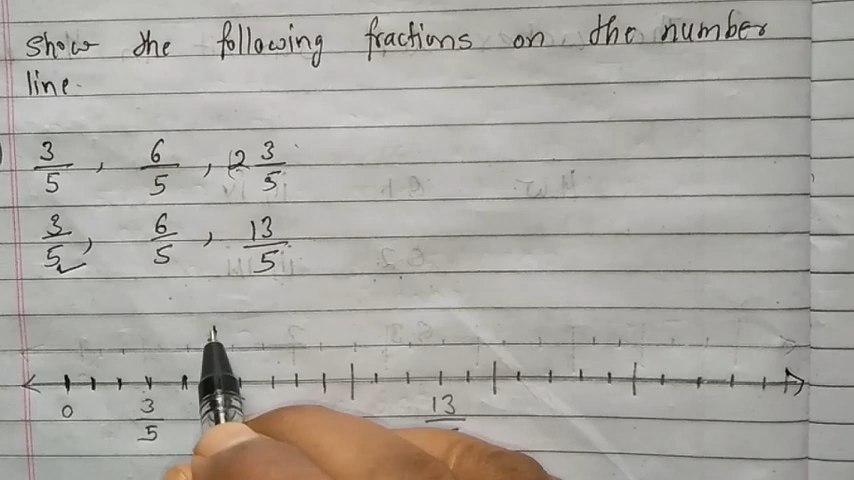 Show the following fractions on the number
line.
3/5 , 6/5 , 2 3/5
3/5 , 6/5 , 13/5
0 3/5 13